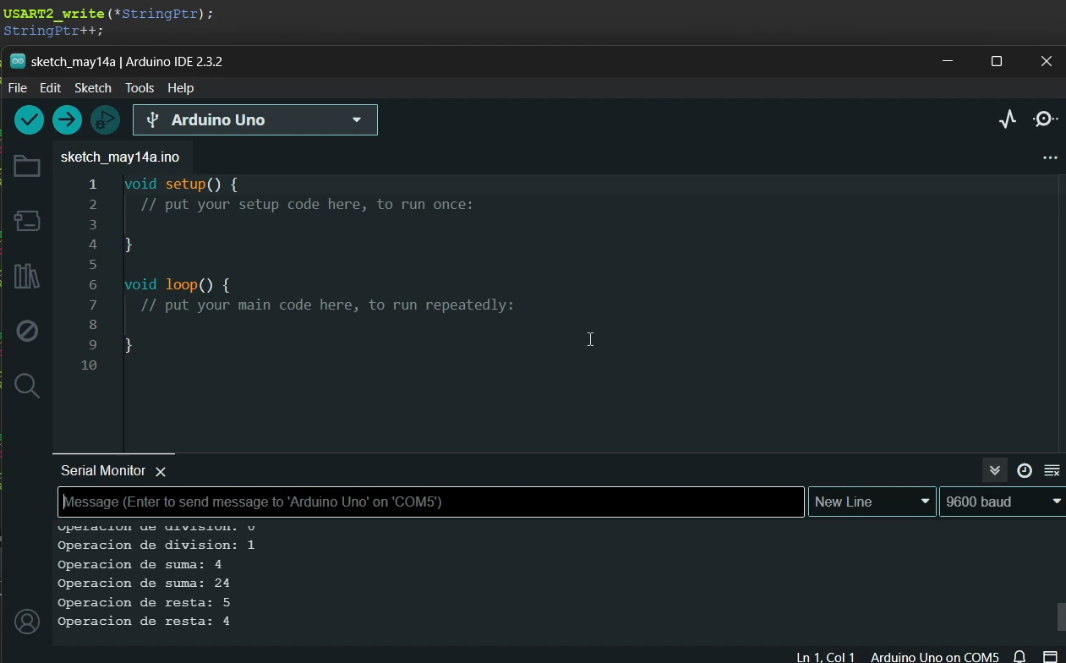 USART2_write(*StringPtr);
StringPtr++;
sketch_may14a | Arduino IDE 2.3.2
File Edit Sketch Tools Help
Arduino Uno
sketch_may14a.ino
1 void setup() {
2 // put your setup code here, to run once:
3
4 }
5
6 void loop() {
7 // put your main code here, to run repeatedly:
8
9 }
10
Serial Monitor
Message (Enter to send message to 'Arduino Uno' on 'COM5') New Line 9600 baud
Operacion de division: 0
Operacion de division: 1
Operacion de suma: 4
Operacion de suma: 24
Operacion de resta: 5
Operacion de resta: 4
Ln 1, Col 1 Arduino Uno on COM5